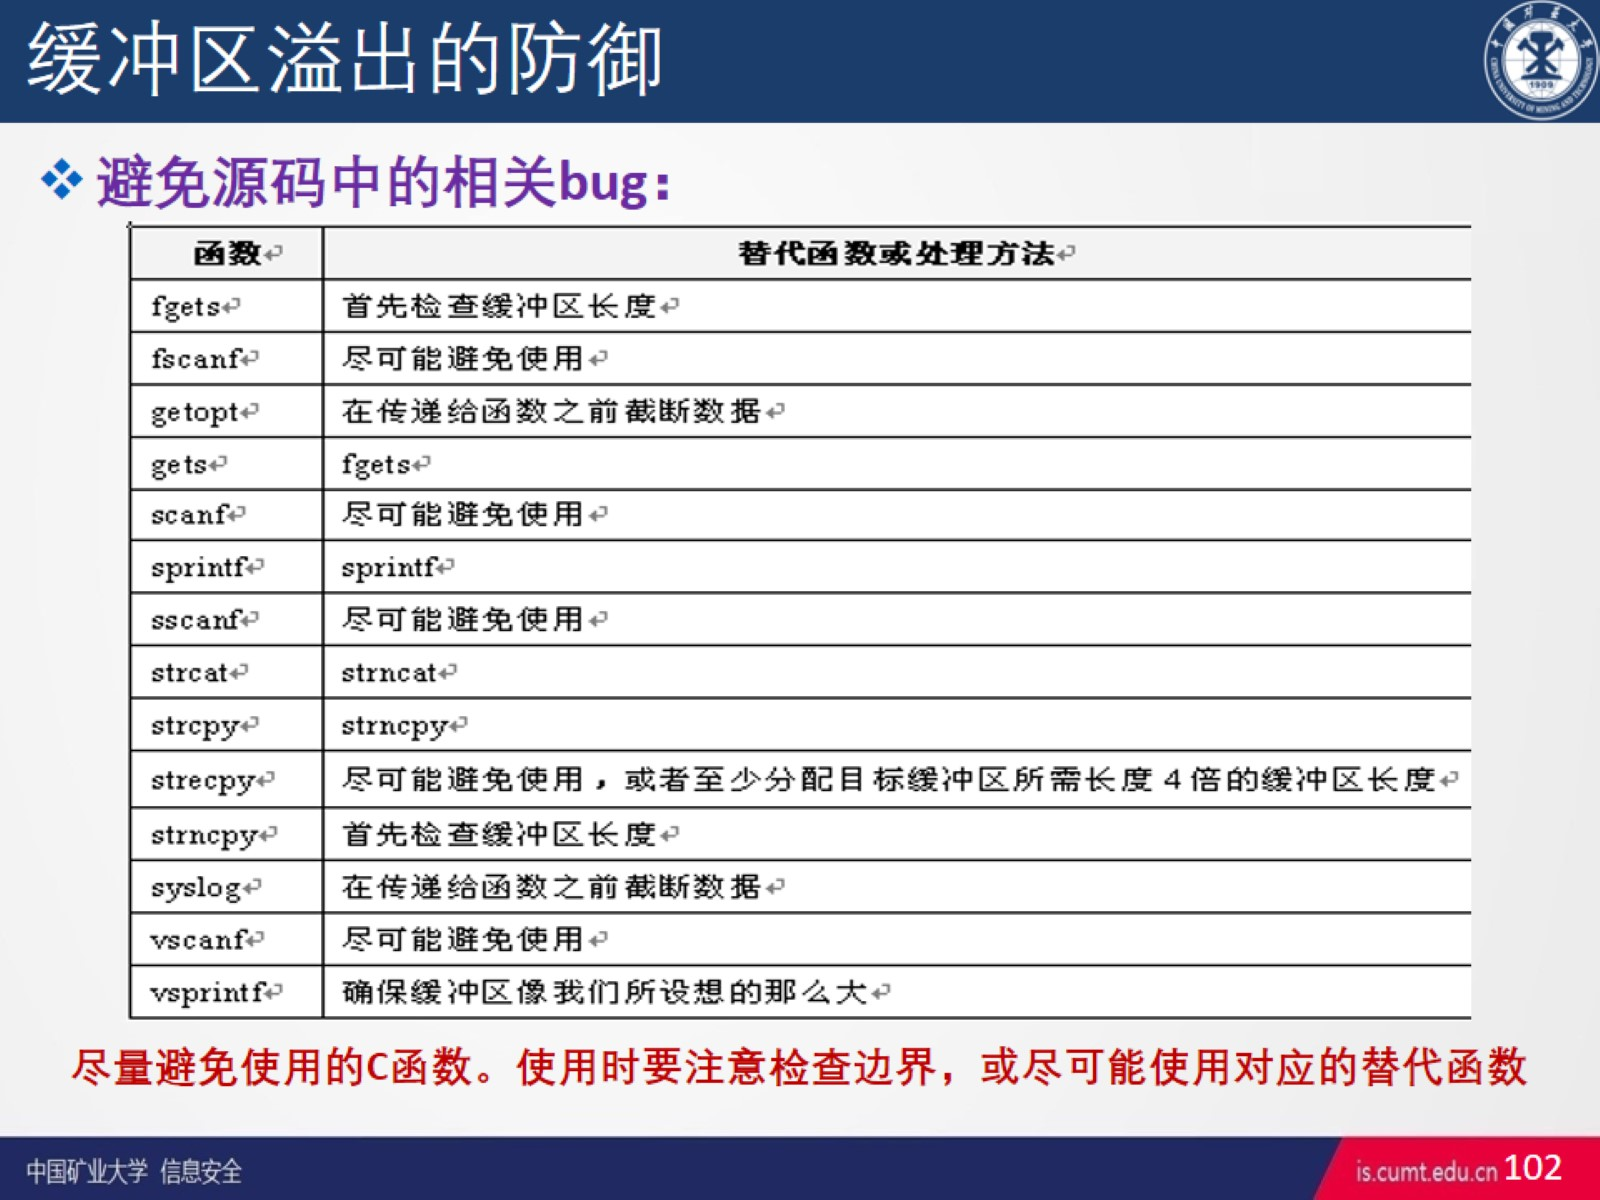 缓冲区溢出的防御
避免源码中的相关bug：
函数 替代函数或处理方法
fgets 首先检查缓冲区长度
fscanf 尽可能避免使用
getopt 在传递给函数之前截断数据
gets fgets
scanf 尽可能避免使用
sprintf sprintf
sscanf 尽可能避免使用
strcat strncat
strcpy strncpy
strecpy 尽可能避免使用，或者至少分配目标缓冲区所需长度4倍的缓冲区长度
strncpy 首先检查缓冲区长度
syslog 在传递给函数之前截断数据
vscanf 尽可能避免使用
vsprintf 确保缓冲区像我们所设想的那么大
尽量避免使用的C函数。使用时要注意检查边界，或尽可能使用对应的替代函数
中国矿业大学 信息安全
is.cumt.edu.cn 102
1909
CHINA UNIVERSITY OF MINING AND TECHNOLOGY